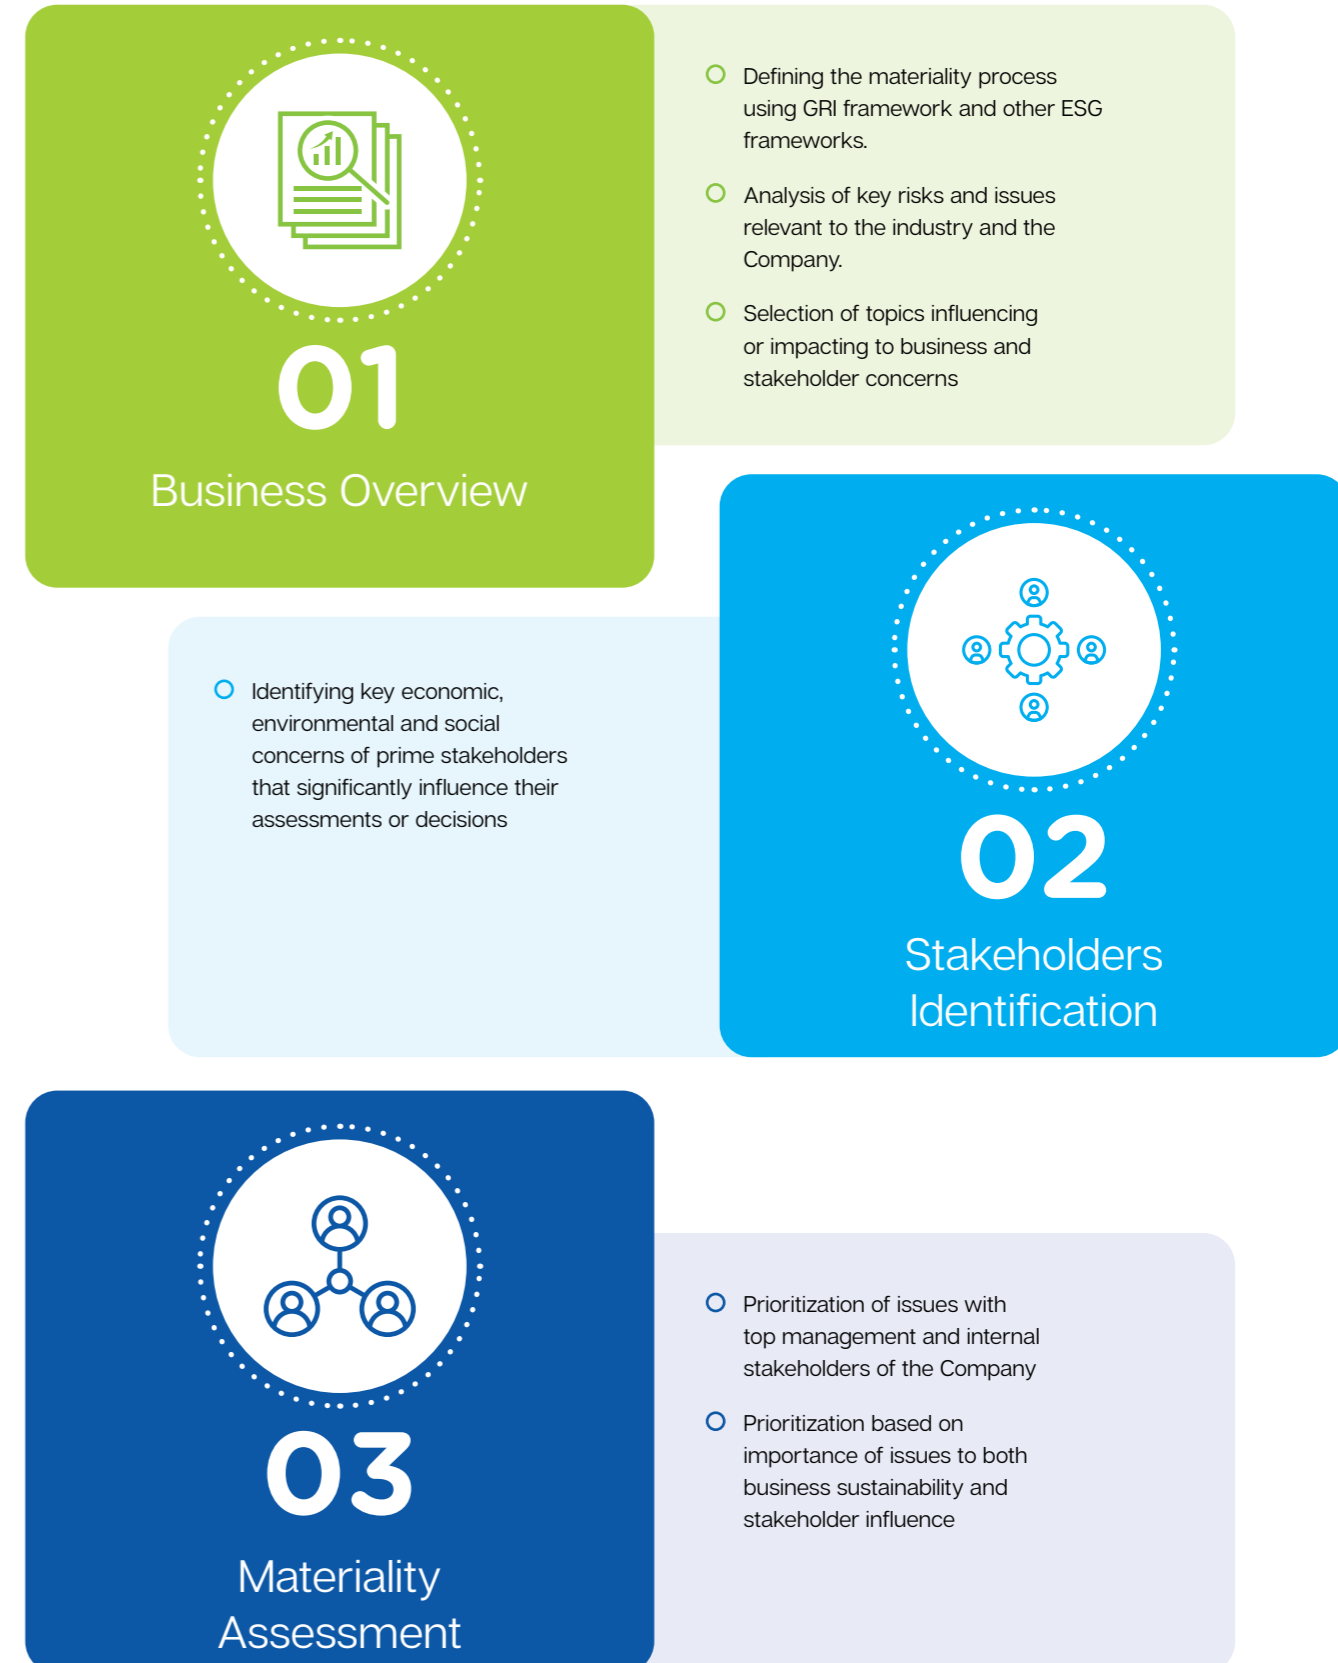 01
Business Overview
Defining the materiality process
using GRI framework and other ESG
frameworks.
Analysis of key risks and issues
relevant to the industry and the
Company.
Selection of topics influencing
or impacting to business and
stakeholder concerns
02
Stakeholders
Identification
Identifying key economic,
environmental and social
concerns of prime stakeholders
that significantly influence their
assessments or decisions
03
Materiality
Assessment
Prioritization of issues with
top management and internal
stakeholders of the Company
Prioritization based on
importance of issues to both
business sustainability and
stakeholder influence